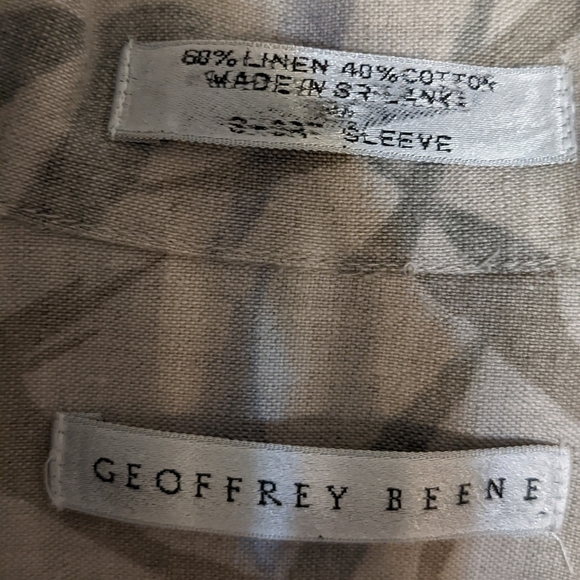 60% LINEN 40% COTTON
MADE IN SRI LANKA
SLEEVE
GEOFFREY BEENE